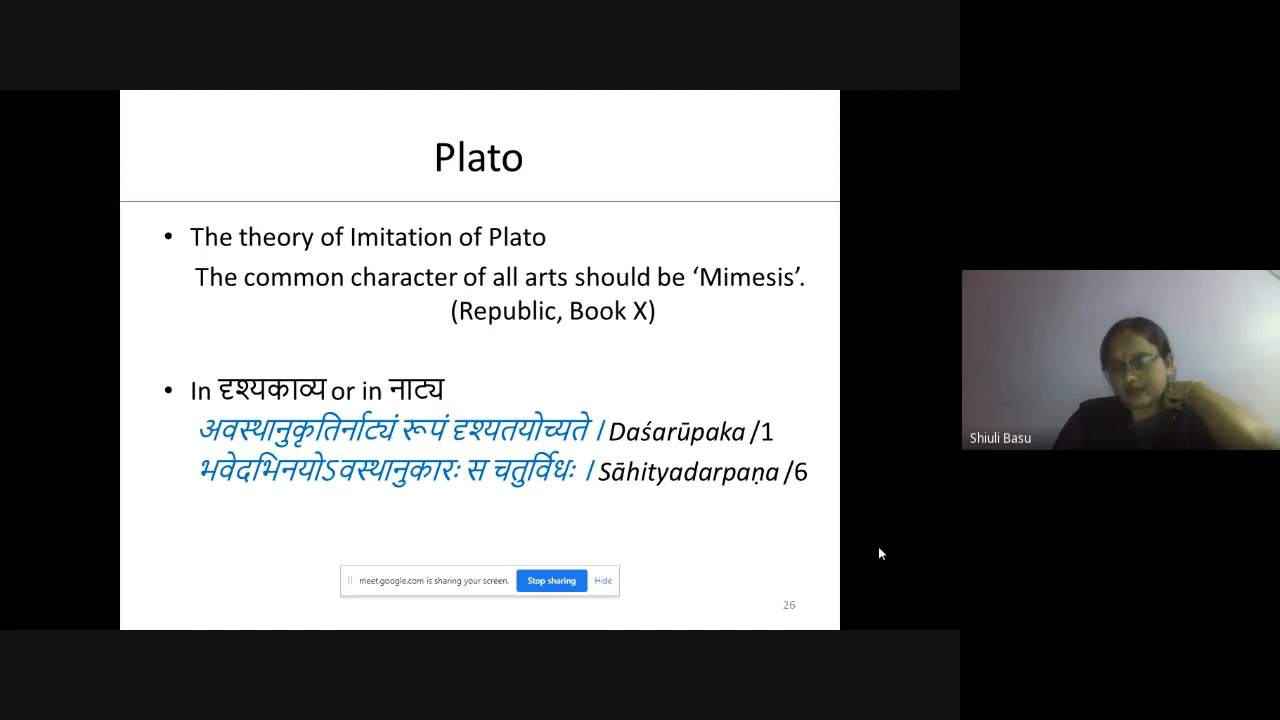 Plato
• The theory of Imitation of Plato
The common character of all arts should be ‘Mimesis’.
(Republic, Book X)
• In दृश्यकाव्य or in नाट्य
अवस्थानुकृतिर्नाट्यं रूपं दृश्यतयोच्यते । Daśarūpaka /1
भवेदभिनयोऽवस्थानुकारः स चतुर्विधः । Sāhityadarpaṇa /6
meet.google.com is sharing your screen. Stop sharing Hide
26
Shiuli Basu